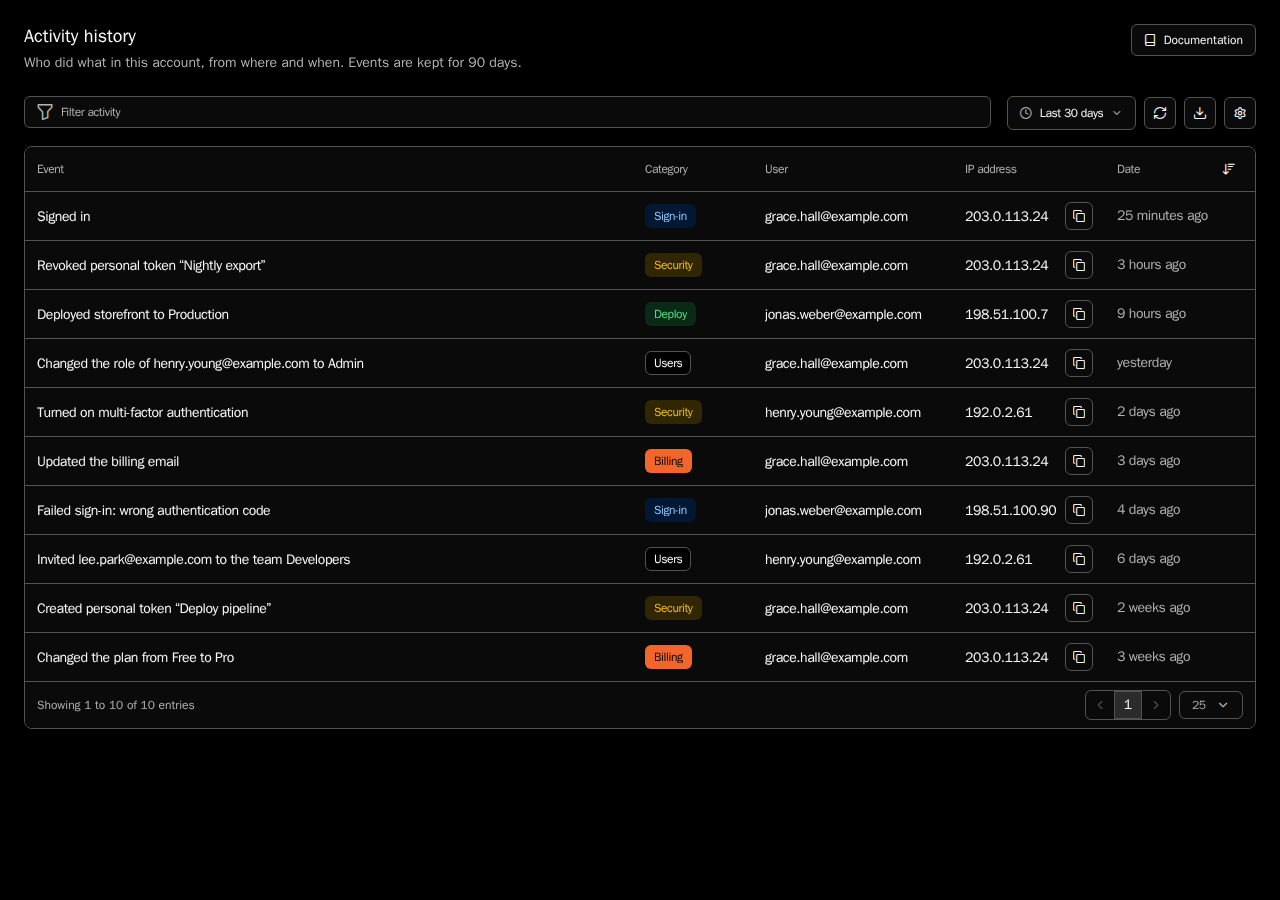 Activity history
Documentation
Who did what in this account, from where and when. Events are kept for 90 days.
Filter activity
Last 30 days
Event Category User IP address Date
Signed in Sign-in grace.hall@example.com 203.0.113.24 25 minutes ago
Revoked personal token “Nightly export” Security grace.hall@example.com 203.0.113.24 3 hours ago
Deployed storefront to Production Deploy jonas.weber@example.com 198.51.100.7 9 hours ago
Changed the role of henry.young@example.com to Admin Users grace.hall@example.com 203.0.113.24 yesterday
Turned on multi-factor authentication Security henry.young@example.com 192.0.2.61 2 days ago
Updated the billing email Billing grace.hall@example.com 203.0.113.24 3 days ago
Failed sign-in: wrong authentication code Sign-in jonas.weber@example.com 198.51.100.90 4 days ago
Invited lee.park@example.com to the team Developers Users henry.young@example.com 192.0.2.61 6 days ago
Created personal token “Deploy pipeline” Security grace.hall@example.com 203.0.113.24 2 weeks ago
Changed the plan from Free to Pro Billing grace.hall@example.com 203.0.113.24 3 weeks ago
Showing 1 to 10 of 10 entries 1 25